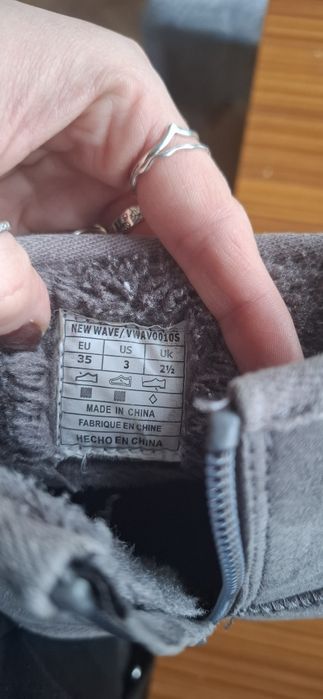 NEW WAVE/VWAV0010S
EU US Uk
35 3 2½
MADE IN CHINA
FABRIQUE EN CHINE
HECHO EN CHINA